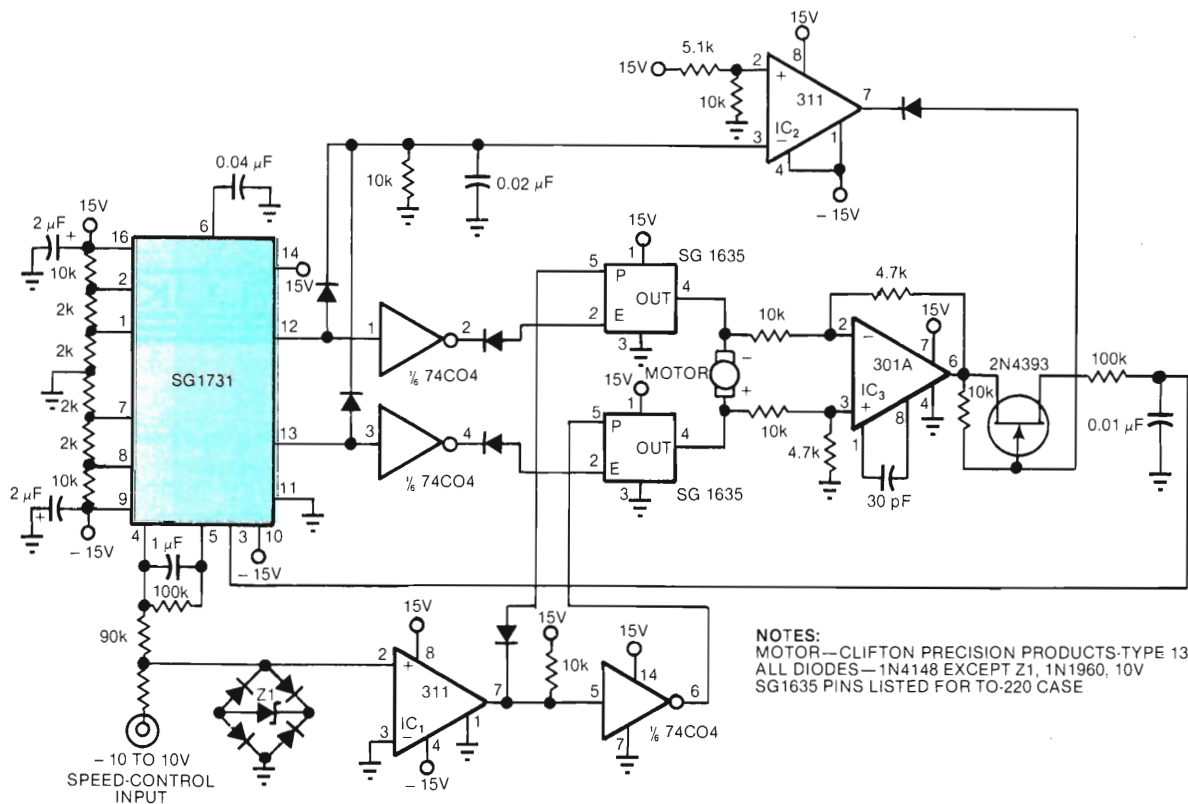 15V
5.1k
15V
2
8
+
311
7
10k
IC2
3
−
1
4
− 15V
0.04 μF
10k
0.02 μF
2 μF
+
15V
6
16
10k
2
2k
1
2k
SG1731
2k
7
2k
8
10k
9
2 μF
+
− 15V
14
15V
12
13
11
4
5
3
10
− 15V
1 μF
100k
90k
1
2
⅙ 74CO4
3
4
⅙ 74CO4
15V
1
SG 1635
5
P
OUT
4
2
E
3
MOTOR
−
+
15V
1
5
P
OUT
4
2
E
3
SG 1635
10k
10k
4.7k
15V
2
−
7
301A
6
IC3
3
+
8
4
1
4.7k
30 pF
10k
2N4393
100k
0.01 μF
Z1
− 10 TO 10V
SPEED-CONTROL
INPUT
15V
2
8
+
311
7
IC1
3
−
1
4
− 15V
15V
10k
15V
14
5
6
7
⅙ 74CO4
NOTES:
MOTOR—CLIFTON PRECISION PRODUCTS-TYPE 13
ALL DIODES—1N4148 EXCEPT Z1, 1N1960, 10V
SG1635 PINS LISTED FOR TO-220 CASE